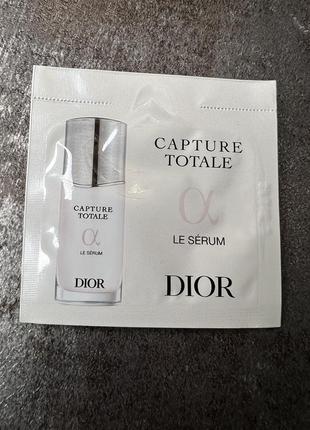 CAPTURE
TOTALE
α
LE SÉRUM
DIOR
CAPTURE
TOTALE
α
LE SÉRUM
DIOR